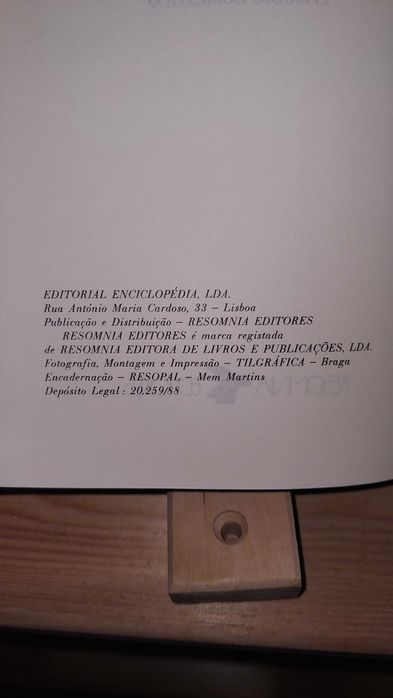 EDITORIAL ENCICLOPÉDIA, LDA.
Rua António Maria Cardoso, 33 – Lisboa
Publicação e Distribuição – RESOMNIA EDITORES
RESOMNIA EDITORES é marca registada
de RESOMNIA EDITORA DE LIVROS E PUBLICAÇÕES, LDA.
Fotografia, Montagem e Impressão – TILGRÁFICA – Braga
Encadernação – RESOPAL – Mem Martins
Depósito Legal : 20.259/88